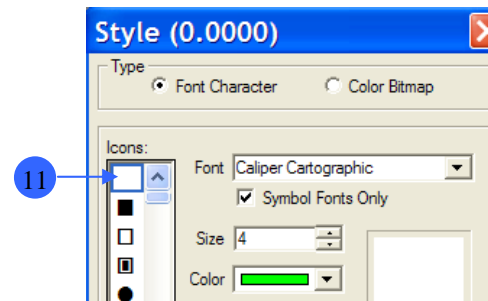 Style (0.0000)
Type
Font Character Color Bitmap
Icons:
Font Caliper Cartographic
11
Symbol Fonts Only
Size 4
Color